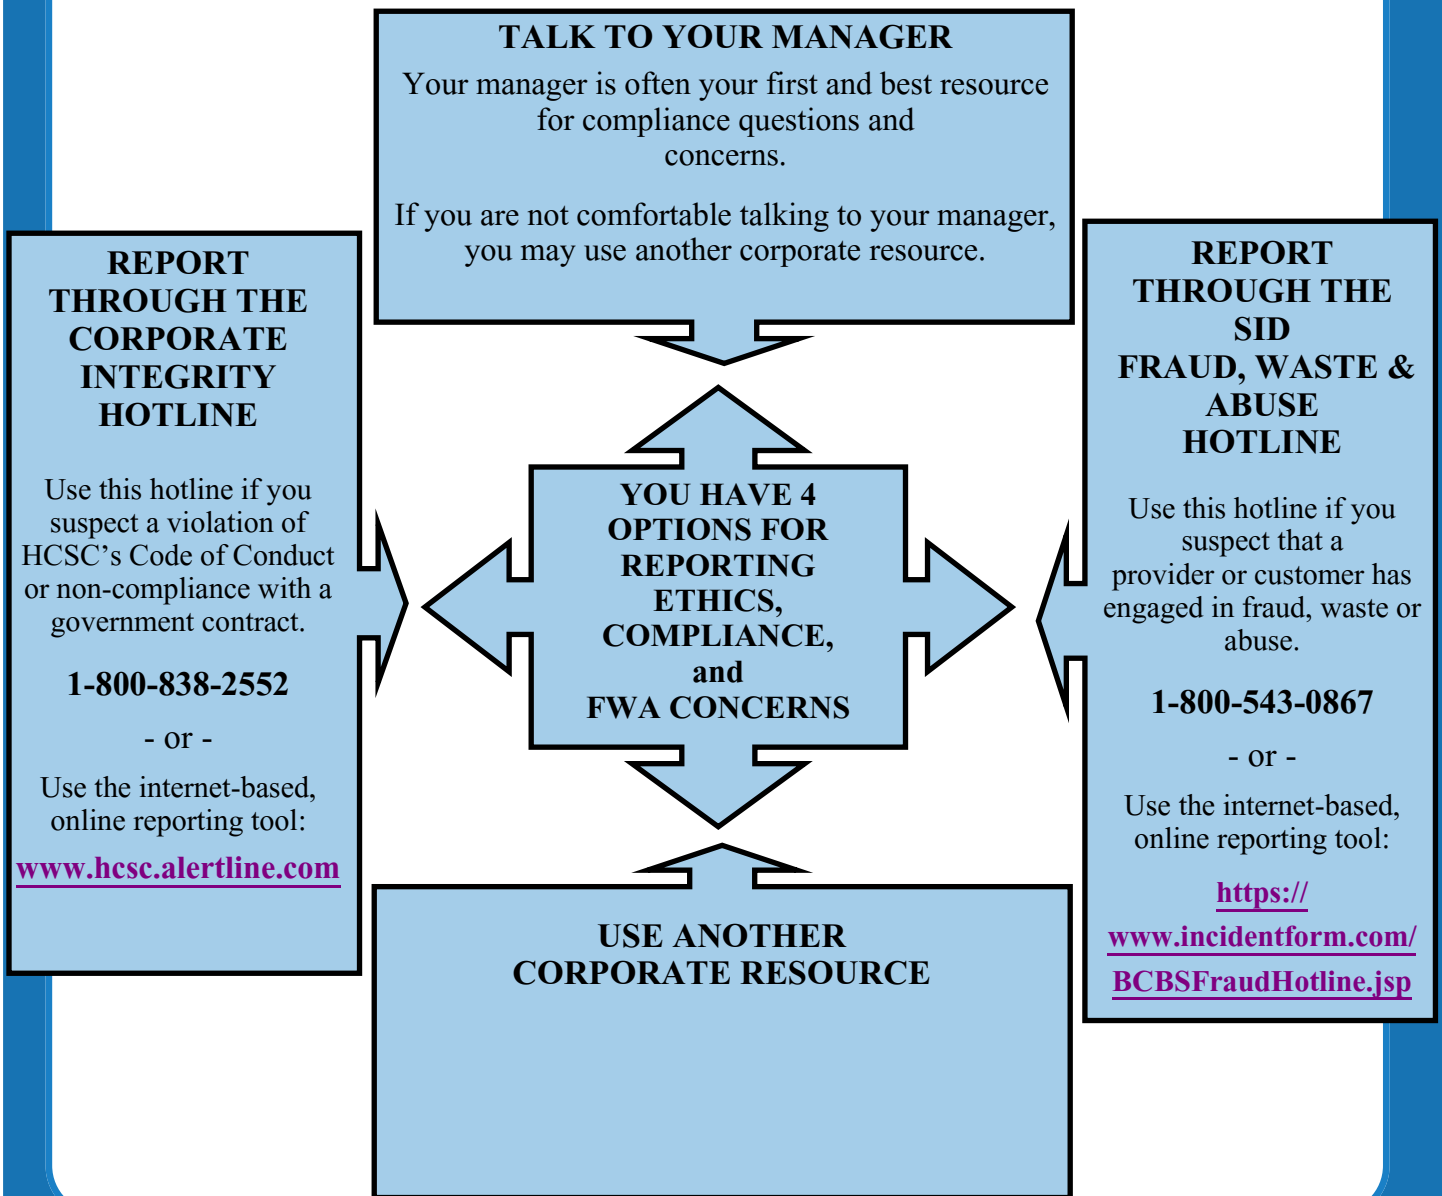 TALK TO YOUR MANAGER
Your manager is often your first and best resource
for compliance questions and
concerns.
If you are not comfortable talking to your manager,
you may use another corporate resource.
REPORT
THROUGH THE
CORPORATE
INTEGRITY
HOTLINE
Use this hotline if you
suspect a violation of
HCSC’s Code of Conduct
or non-compliance with a
government contract.
1-800-838-2552
- or -
Use the internet-based,
online reporting tool:
www.hcsc.alertline.com
YOU HAVE 4
OPTIONS FOR
REPORTING
ETHICS,
COMPLIANCE,
and
FWA CONCERNS
REPORT
THROUGH THE
SID
FRAUD, WASTE &
ABUSE
HOTLINE
Use this hotline if you
suspect that a
provider or customer has
engaged in fraud, waste or
abuse.
1-800-543-0867
- or -
Use the internet-based,
online reporting tool:
https://
www.incidentform.com/
BCBSFraudHotline.jsp
USE ANOTHER
CORPORATE RESOURCE